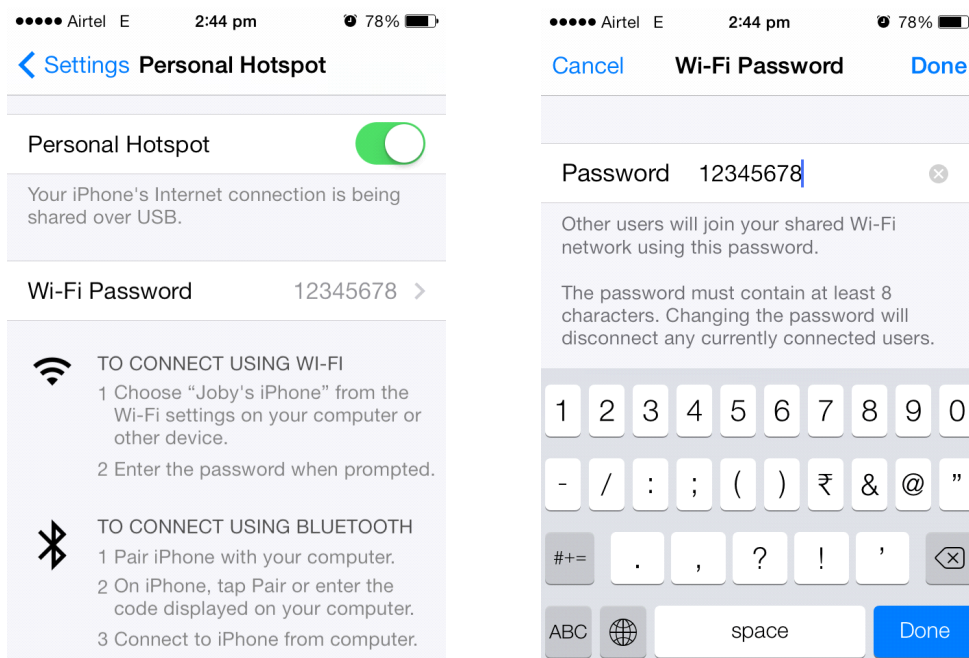 Airtel E 2:44 pm 78%
Settings Personal Hotspot
Personal Hotspot
Your iPhone's Internet connection is being
shared over USB.
Wi-Fi Password 12345678
TO CONNECT USING WI-FI
1 Choose “Joby's iPhone” from the
Wi-Fi settings on your computer or
other device.
2 Enter the password when prompted.
TO CONNECT USING BLUETOOTH
1 Pair iPhone with your computer.
2 On iPhone, tap Pair or enter the
code displayed on your computer.
3 Connect to iPhone from computer.
Airtel E 2:44 pm 78%
Cancel Wi-Fi Password Done
Password 12345678
Other users will join your shared Wi-Fi
network using this password.
The password must contain at least 8
characters. Changing the password will
disconnect any currently connected users.
1 2 3 4 5 6 7 8 9 0
- / : ; ( ) ₹ & @ ”
#+= . , ? ! ’
ABC space Done